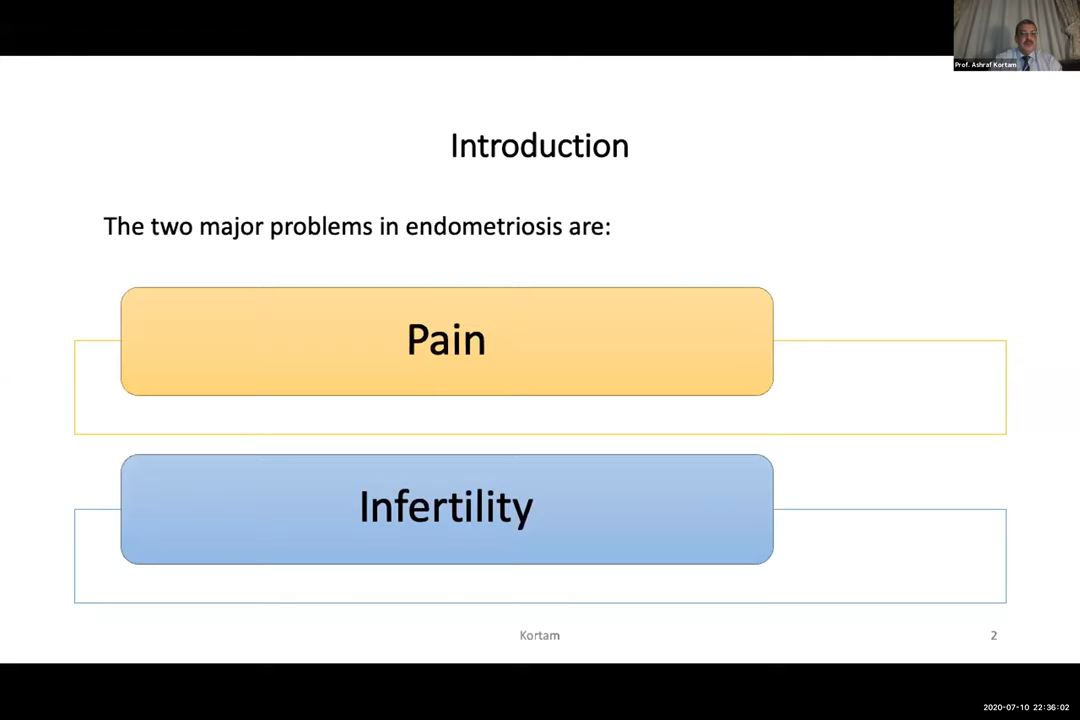 Prof. Ashraf Kortam
Introduction
The two major problems in endometriosis are:
Pain
Infertility
Kortam
2
2020-07-10 22:36:02